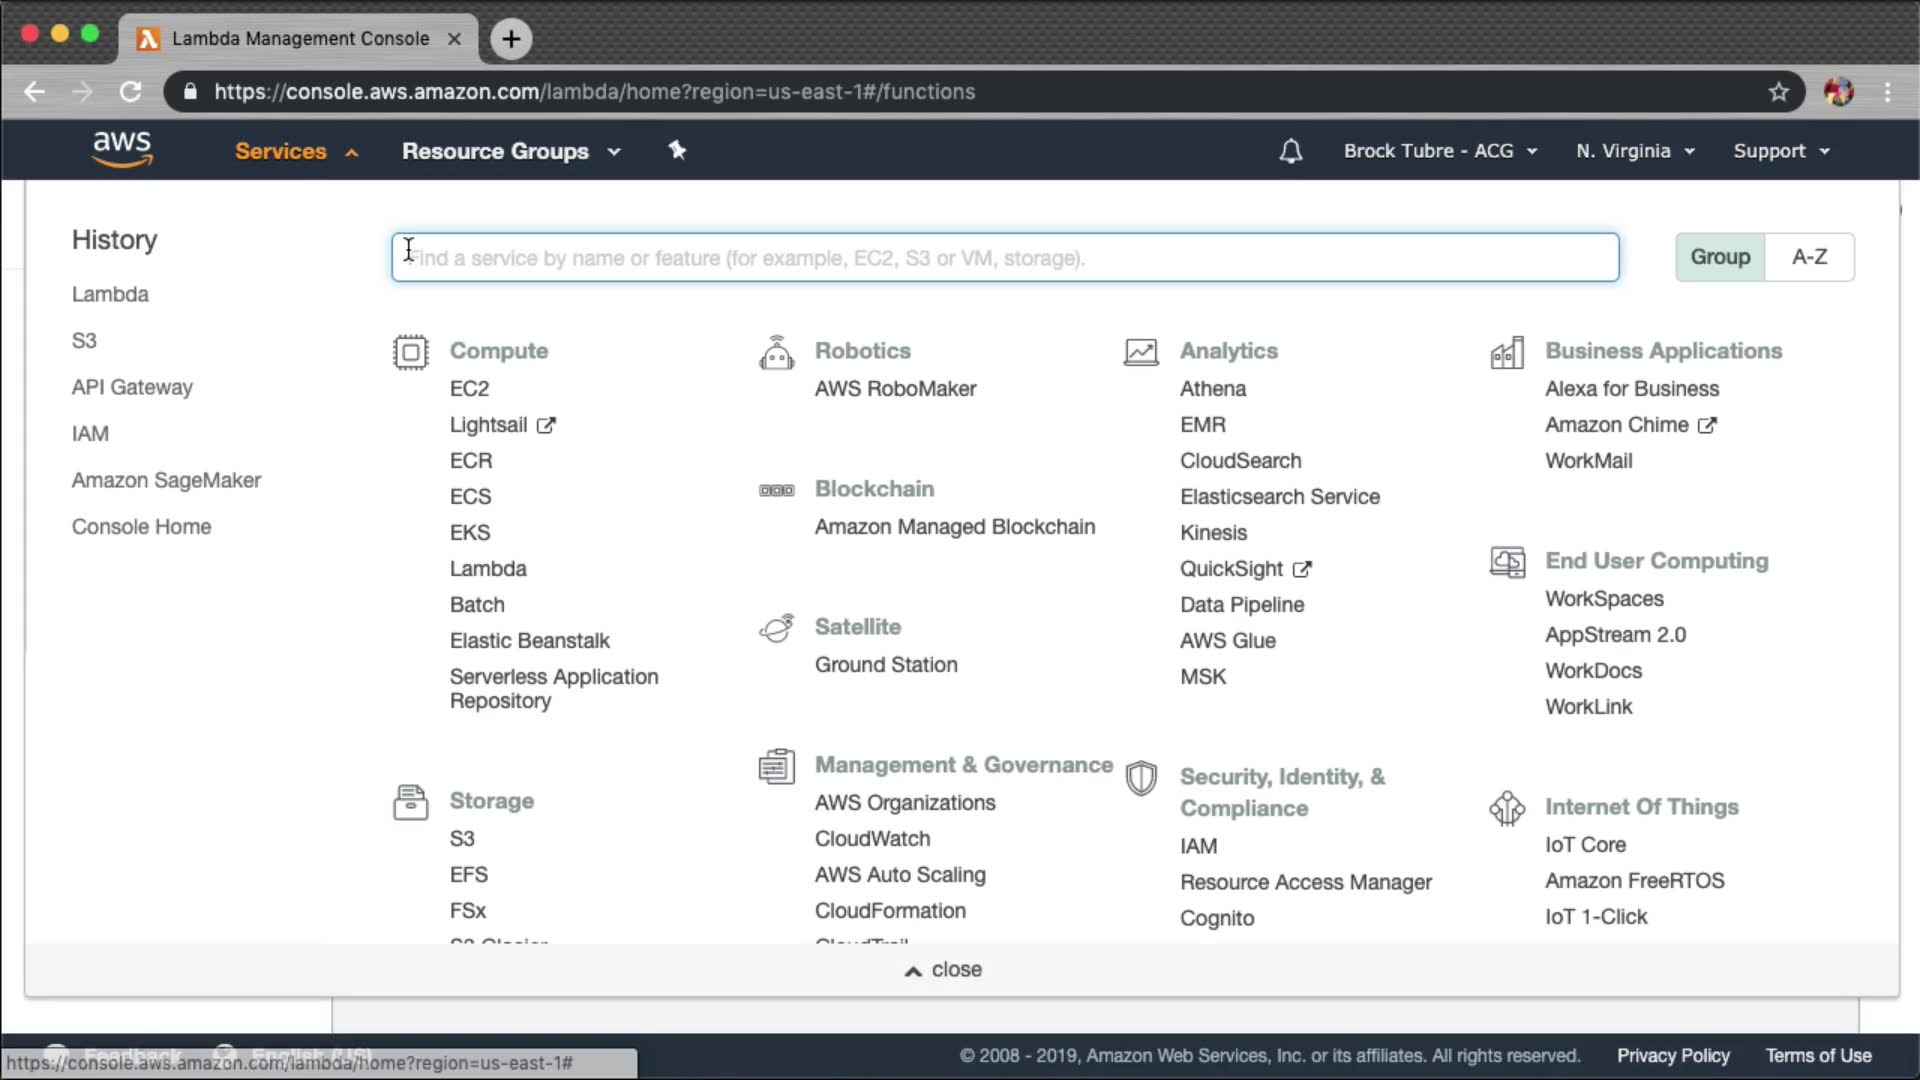 Lambda Management Console
https://console.aws.amazon.com/lambda/home?region=us-east-1#/functions
aws
Services
Resource Groups
Brock Tubre - ACG
N. Virginia
Support
History
Lambda
S3
API Gateway
IAM
Amazon SageMaker
Console Home
Find a service by name or feature (for example, EC2, S3 or VM, storage).
Group
A-Z
Compute
EC2
Lightsail
ECR
ECS
EKS
Lambda
Batch
Elastic Beanstalk
Serverless Application
Repository
Storage
S3
EFS
FSx
S3 Glacier
Robotics
AWS RoboMaker
Blockchain
Amazon Managed Blockchain
Satellite
Ground Station
Management & Governance
AWS Organizations
CloudWatch
AWS Auto Scaling
CloudFormation
CloudTrail
Analytics
Athena
EMR
CloudSearch
Elasticsearch Service
Kinesis
QuickSight
Data Pipeline
AWS Glue
MSK
Security, Identity, &
Compliance
IAM
Resource Access Manager
Cognito
Business Applications
Alexa for Business
Amazon Chime
WorkMail
End User Computing
WorkSpaces
AppStream 2.0
WorkDocs
WorkLink
Internet Of Things
IoT Core
Amazon FreeRTOS
IoT 1-Click
close
Feedback
English (US)
https://console.aws.amazon.com/lambda/home?region=us-east-1#
© 2008 - 2019, Amazon Web Services, Inc. or its affiliates. All rights reserved.
Privacy Policy
Terms of Use